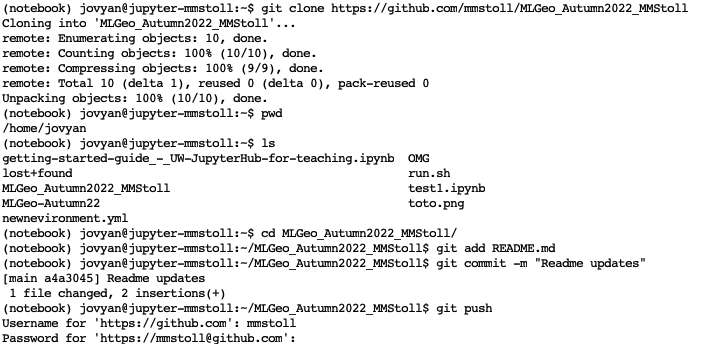 (notebook) jovyan@jupyter-mmstoll:~$ git clone https://github.com/mmstoll/MLGeo_Autumn2022_MMStoll
Cloning into 'MLGeo_Autumn2022_MMStoll'...
remote: Enumerating objects: 10, done.
remote: Counting objects: 100% (10/10), done.
remote: Compressing objects: 100% (9/9), done.
remote: Total 10 (delta 1), reused 0 (delta 0), pack-reused 0
Unpacking objects: 100% (10/10), done.
(notebook) jovyan@jupyter-mmstoll:~$ pwd
/home/jovyan
(notebook) jovyan@jupyter-mmstoll:~$ ls
getting-started-guide_-_UW-JupyterHub-for-teaching.ipynb  OMG
lost+found                                                run.sh
MLGeo_Autumn2022_MMStoll                                  test1.ipynb
MLGeo-Autumn22                                            toto.png
newnevironment.yml
(notebook) jovyan@jupyter-mmstoll:~$ cd MLGeo_Autumn2022_MMStoll/
(notebook) jovyan@jupyter-mmstoll:~/MLGeo_Autumn2022_MMStoll$ git add README.md
(notebook) jovyan@jupyter-mmstoll:~/MLGeo_Autumn2022_MMStoll$ git commit -m "Readme updates"
[main a4a3045] Readme updates
 1 file changed, 2 insertions(+)
(notebook) jovyan@jupyter-mmstoll:~/MLGeo_Autumn2022_MMStoll$ git push
Username for 'https://github.com': mmstoll
Password for 'https://mmstoll@github.com':